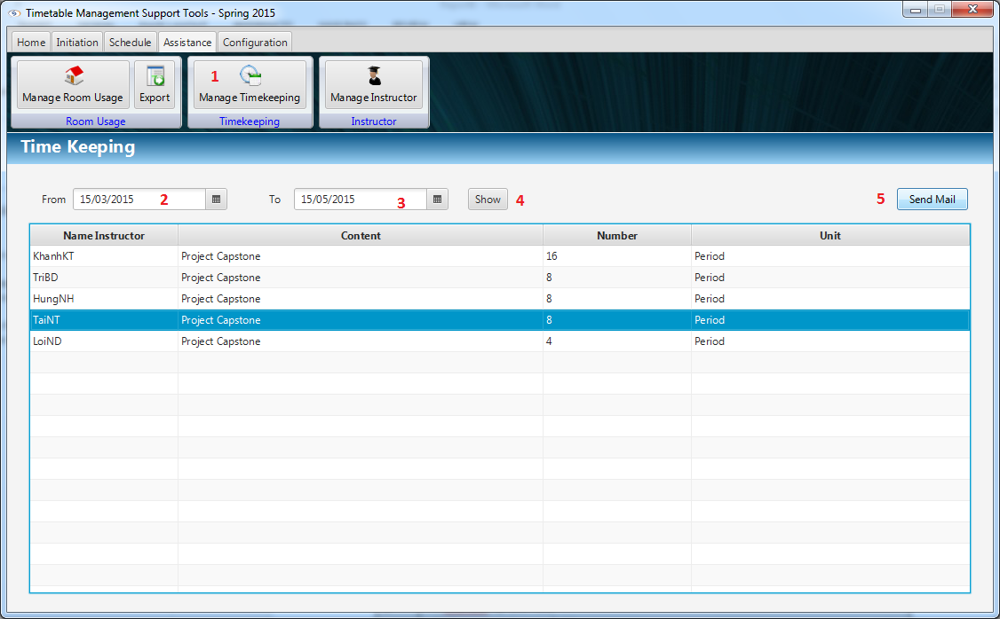 Timetable Management Support Tools - Spring 2015
Home Initiation Schedule Assistance Configuration
1
Manage Room Usage Export Manage Timekeeping Manage Instructor
Room Usage Timekeeping Instructor
Time Keeping
From 15/03/2015 2 To 15/05/2015 3 Show 4 5 Send Mail
Name Instructor Content Number Unit
KhanhKT Project Capstone 16 Period
TriBD Project Capstone 8 Period
HungNH Project Capstone 8 Period
TaiNT Project Capstone 8 Period
LoiND Project Capstone 4 Period